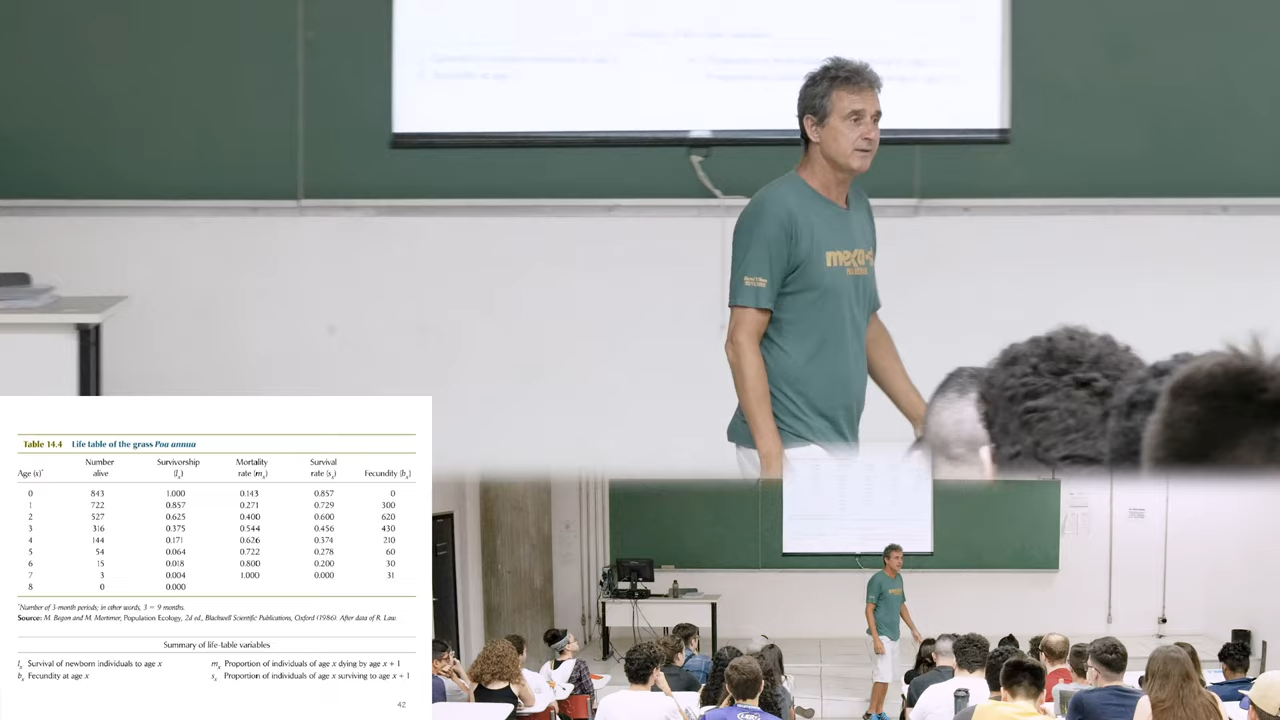 Table 14.4 Life table of the grass Poa annua
Age (x)* Number alive Survivorship (lx) Mortality rate (mx) Survival rate (sx) Fecundity (bx)
0 843 1.000 0.143 0.857 0
1 722 0.857 0.271 0.729 300
2 527 0.625 0.400 0.600 620
3 316 0.375 0.544 0.456 430
4 144 0.171 0.626 0.374 210
5 54 0.064 0.722 0.278 60
6 15 0.018 0.800 0.200 30
7 3 0.004 1.000 0.000 31
8 0 0.000
*Number of 3-month periods; in other words, 3 = 9 months.
Source: M. Begon and M. Mortimer, Population Ecology, 2d ed., Blackwell Scientific Publications, Oxford (1986). After data of R. Law.
Summary of life-table variables
lx Survival of newborn individuals to age x
mx Proportion of individuals of age x dying by age x + 1
bx Fecundity at age x
sx Proportion of individuals of age x surviving to age x + 1
42